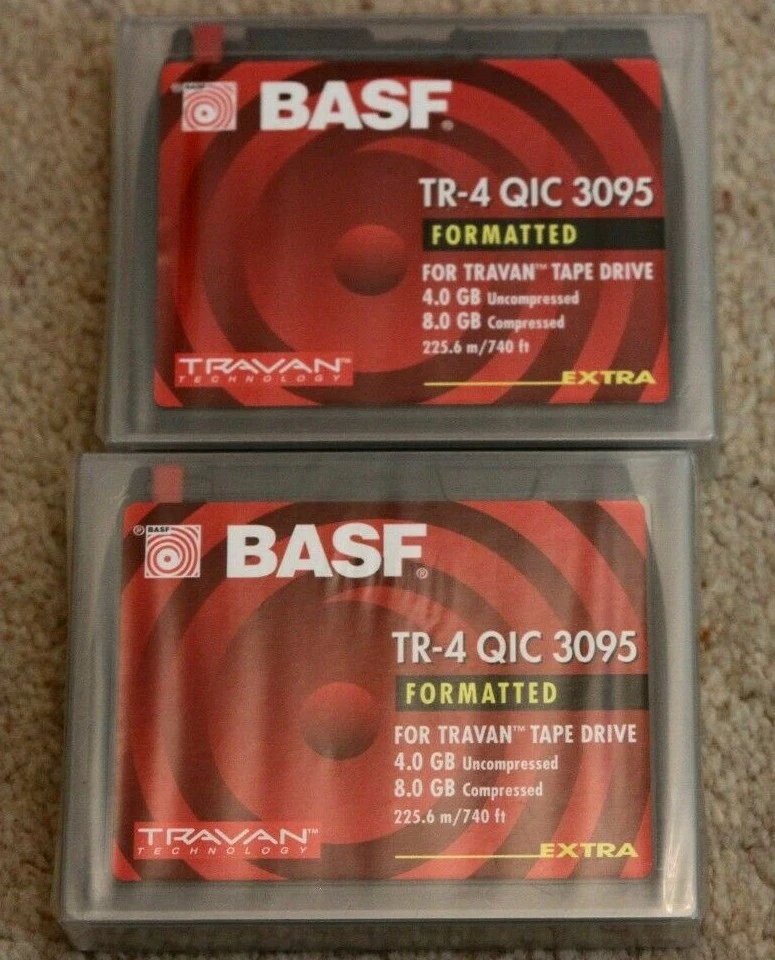 BASF
BASF®
TR-4 QIC 3095
FORMATTED
FOR TRAVAN™ TAPE DRIVE
4.0 GB Uncompressed
8.0 GB Compressed
225.6 m/740 ft
TRAVAN™
TECHNOLOGY
EXTRA
® BASF
BASF®
TR-4 QIC 3095
FORMATTED
FOR TRAVAN™ TAPE DRIVE
4.0 GB Uncompressed
8.0 GB Compressed
225.6 m/740 ft
TRAVAN™
TECHNOLOGY
EXTRA